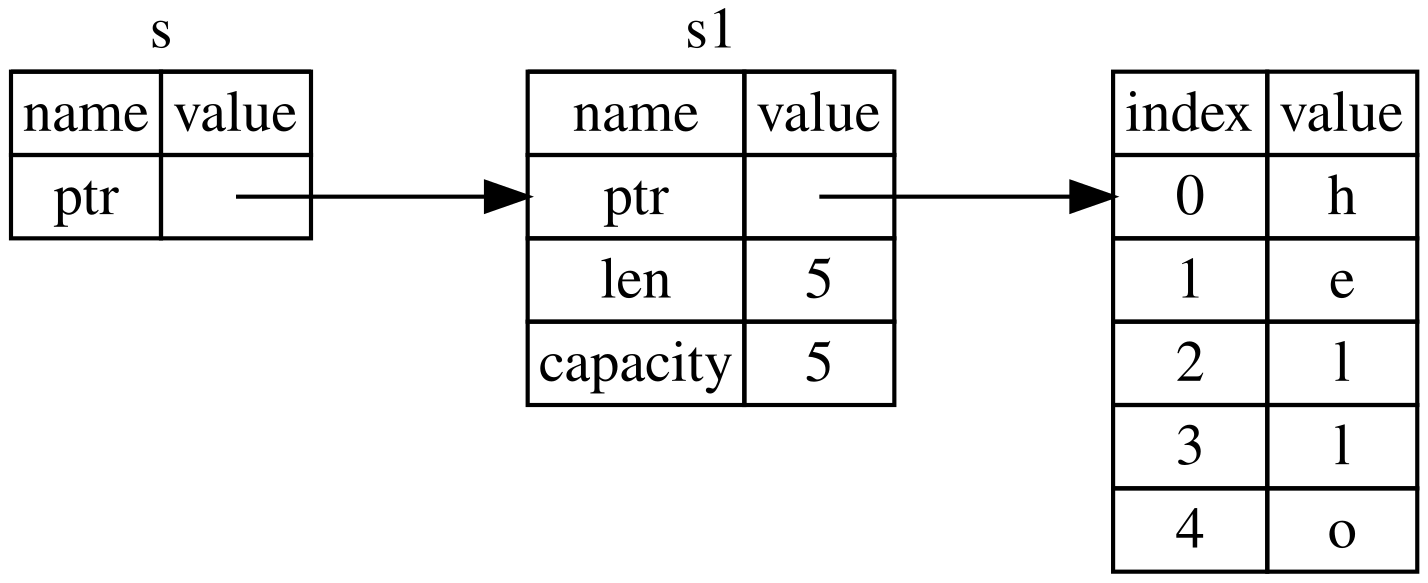 s
name value
ptr
s1
name value
ptr
len 5
capacity 5
index value
0 h
1 e
2 l
3 l
4 o